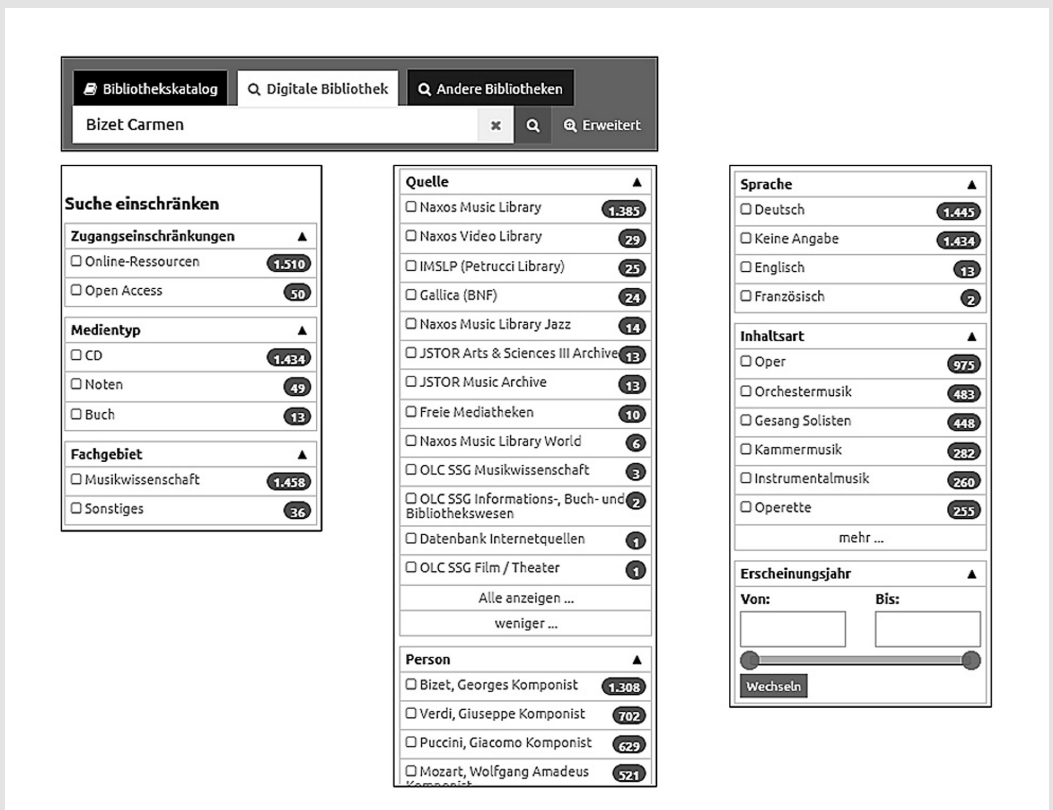 Bibliothekskatalog Digitale Bibliothek Andere Bibliotheken
Bizet Carmen Erweitert
Suche einschränken
Zugangseinschränkungen
Online-Ressourcen 1.510
Open Access 50
Medientyp
CD 1.434
Noten 49
Buch 13
Fachgebiet
Musikwissenschaft 1.458
Sonstiges 36
Quelle
Naxos Music Library 1.385
Naxos Video Library 29
IMSLP (Petrucci Library) 25
Gallica (BNF) 24
Naxos Music Library Jazz 14
JSTOR Arts & Sciences III Archive 13
JSTOR Music Archive 13
Freie Mediatheken 10
Naxos Music Library World 6
OLC SSG Musikwissenschaft 3
OLC SSG Informations-, Buch- und 2
Bibliothekswesen
Datenbank Internetquellen 1
OLC SSG Film / Theater 1
Alle anzeigen ...
weniger ...
Person
Bizet, Georges Komponist 1.308
Verdi, Giuseppe Komponist 702
Puccini, Giacomo Komponist 629
Mozart, Wolfgang Amadeus 521
Komponist
Sprache
Deutsch 1.445
Keine Angabe 1.434
Englisch 13
Französisch 2
Inhaltsart
Oper 975
Orchestermusik 483
Gesang Solisten 448
Kammermusik 282
Instrumentalmusik 260
Operette 255
mehr ...
Erscheinungsjahr
Von: Bis:
Wechseln